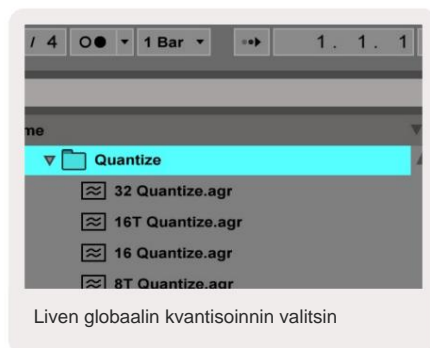 / 4 1 Bar 1. 1. 1
me
Quantize
32 Quantize.agr
16T Quantize.agr
16 Quantize.agr
8T Quantize.agr
Liven globaalin kvantisoinnin valitsin